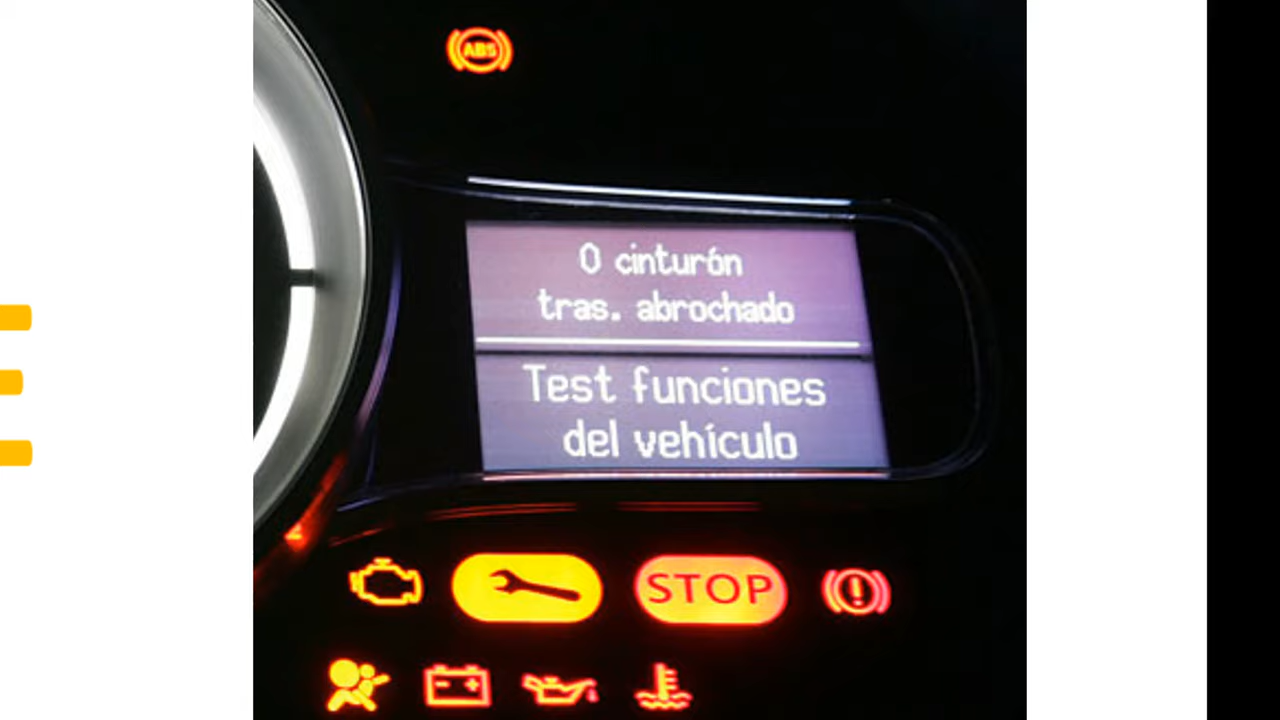 ABS
0 cinturón
tras. abrochado
Test funciones
del vehículo
STOP